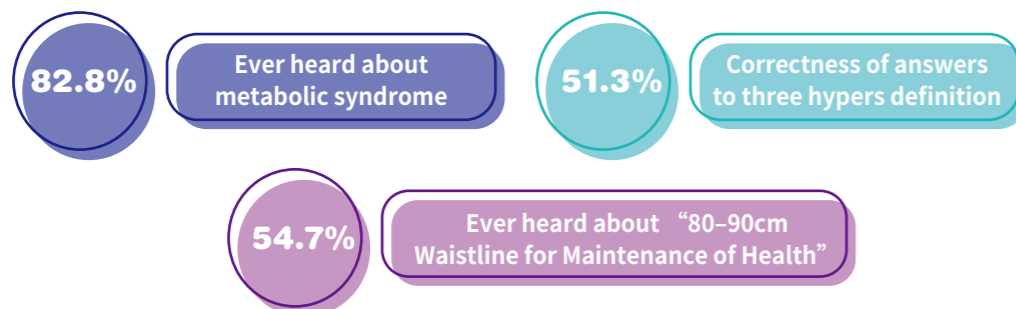 82.8%
Ever heard about
metabolic syndrome
51.3%
Correctness of answers
to three hypers definition
54.7%
Ever heard about “80–90cm
Waistline for Maintenance of Health”